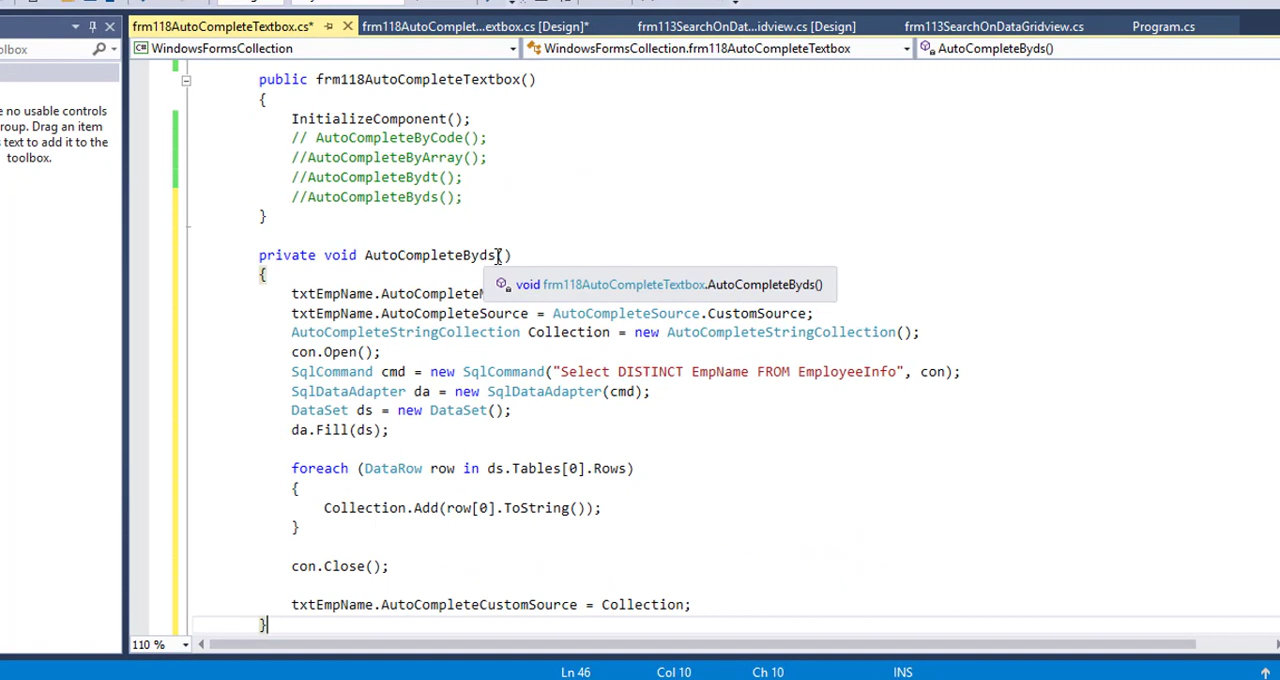 frm118AutoCompleteTextbox.cs*
frm118AutoComplet...extbox.cs [Design]*
frm113SearchOnDat...idview.cs [Design]
frm113SearchOnDataGridview.cs
Program.cs
olbox
WindowsFormsCollection
WindowsFormsCollection.frm118AutoCompleteTextbox
AutoCompleteByds()
e no usable controls
roup. Drag an item
s text to add it to the
toolbox.
public frm118AutoCompleteTextbox()
{
InitializeComponent();
// AutoCompleteByCode();
//AutoCompleteByArray();
//AutoCompleteBydt();
//AutoCompleteByds();
}
private void AutoCompleteByds()
{
void frm118AutoCompleteTextbox.AutoCompleteByds()
txtEmpName.AutoComplete
txtEmpName.AutoCompleteSource = AutoCompleteSource.CustomSource;
AutoCompleteStringCollection Collection = new AutoCompleteStringCollection();
con.Open();
SqlCommand cmd = new SqlCommand("Select DISTINCT EmpName FROM EmployeeInfo", con);
SqlDataAdapter da = new SqlDataAdapter(cmd);
DataSet ds = new DataSet();
da.Fill(ds);
foreach (DataRow row in ds.Tables[0].Rows)
{
Collection.Add(row[0].ToString());
}
con.Close();
txtEmpName.AutoCompleteCustomSource = Collection;
}
110 %
Ln 46
Col 10
Ch 10
INS